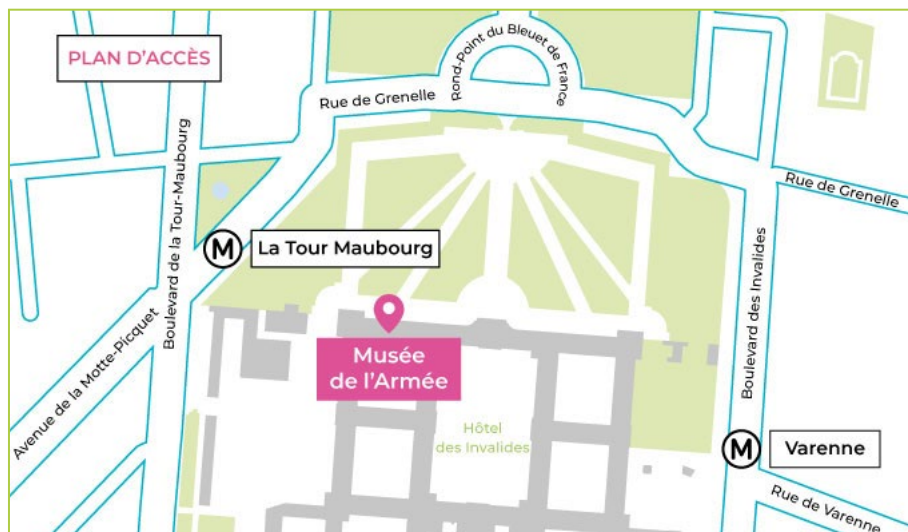 PLAN D'ACCÈS
Rond-Point du Bleuet de France
Rue de Grenelle
Rue de Grenelle
Boulevard de la Tour-Maubourg
M
La Tour Maubourg
Boulevard des Invalides
Avenue de la Motte-Picquet
Musée
de l'Armée
Hôtel
des Invalides
M
Varenne
Rue de Varenne